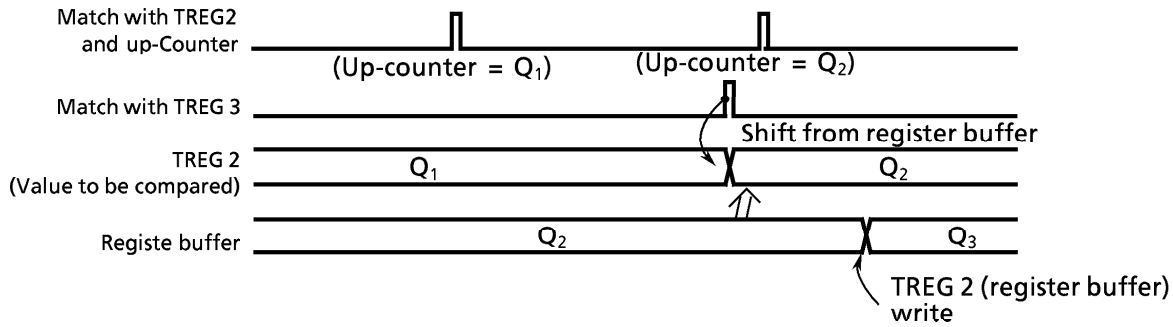 Match with TREG2
and up-Counter
(Up-counter = Q1)
(Up-counter = Q2)
Match with TREG 3
Shift from register buffer
TREG 2
(Value to be compared)
Q1
Q2
Registe buffer
Q2
Q3
TREG 2 (register buffer)
write